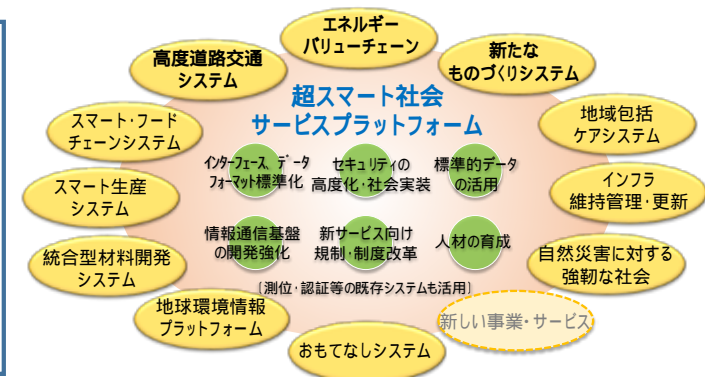 エネルギー
バリューチェーン
高度道路交通
システム
新たな
ものづくりシステム
超スマート社会
サービスプラットフォーム
スマート・フード
チェーンシステム
地域包括
ケアシステム
インターフェース、データ
フォーマット標準化
セキュリティの
高度化・社会実装
標準的データ
の活用
スマート生産
システム
インフラ
維持管理・更新
情報通信基盤
の開発強化
新サービス向け
規制・制度改革
人材の育成
統合型材料開発
システム
自然災害に対する
強靭な社会
〔測位・認証等の既存システムも活用〕
地球環境情報
プラットフォーム
新しい事業・サービス
おもてなしシステム